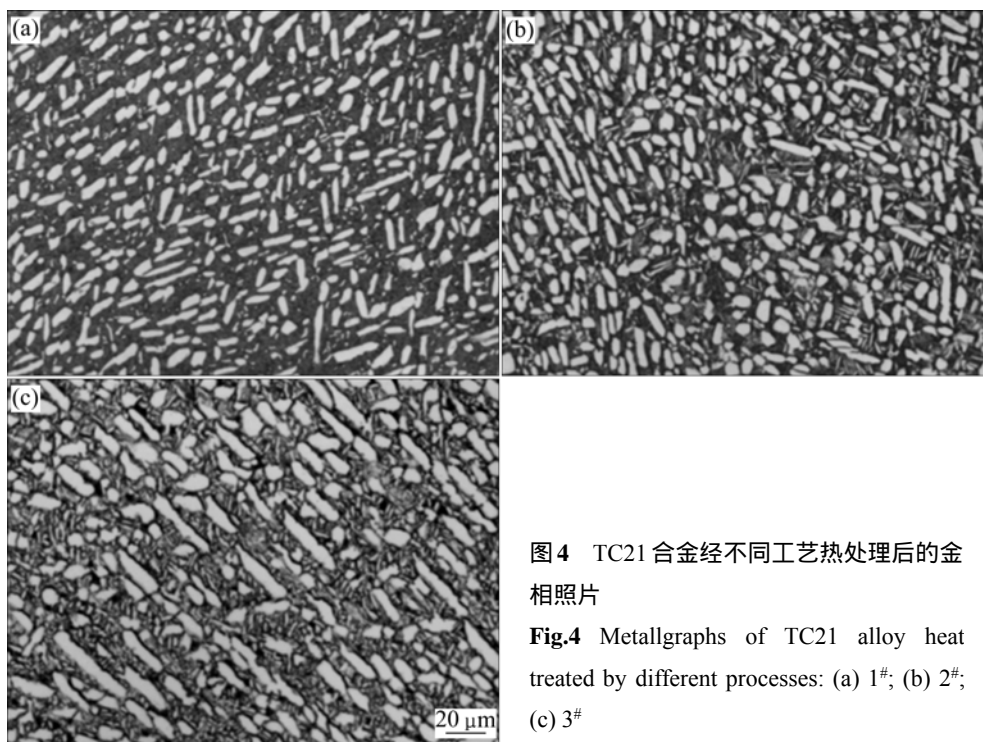 (a)
(b)
(c)
20 μm
图4 TC21 合金经不同工艺热处理后的金
相照片
Fig.4 Metallgraphs of TC21 alloy heat
treated by different processes: (a) 1#; (b) 2#;
(c) 3#